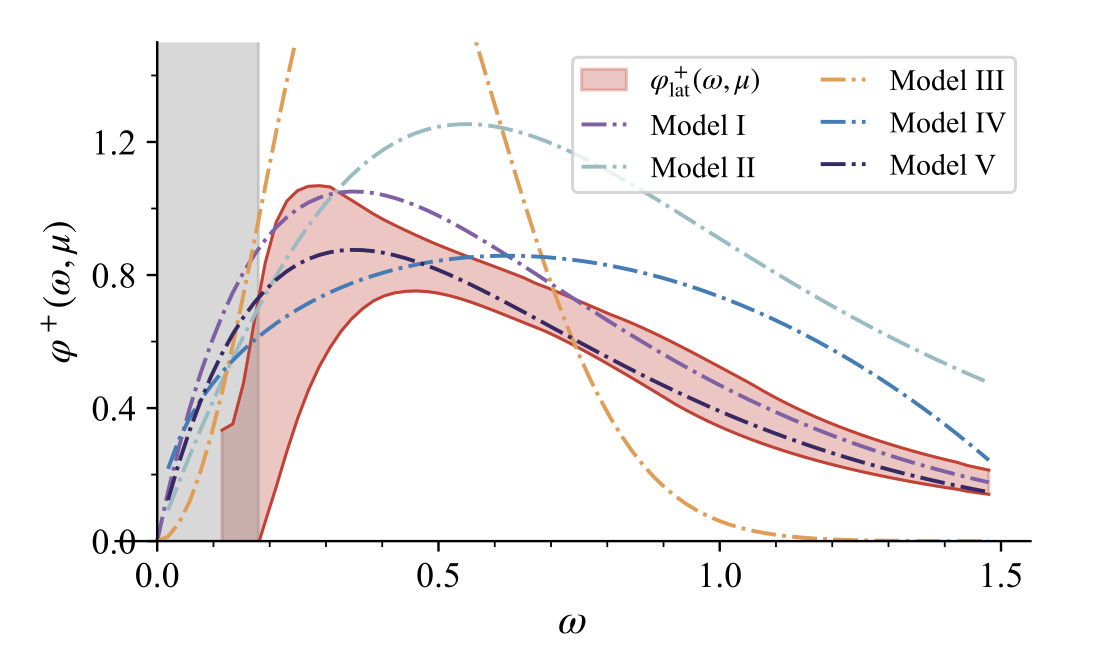 φ⁺(ω, μ)
1.2
0.8
0.4
0.0
0.0 0.5 1.0 1.5
ω
φ⁺lat(ω, μ)
Model I
Model II
Model III
Model IV
Model V